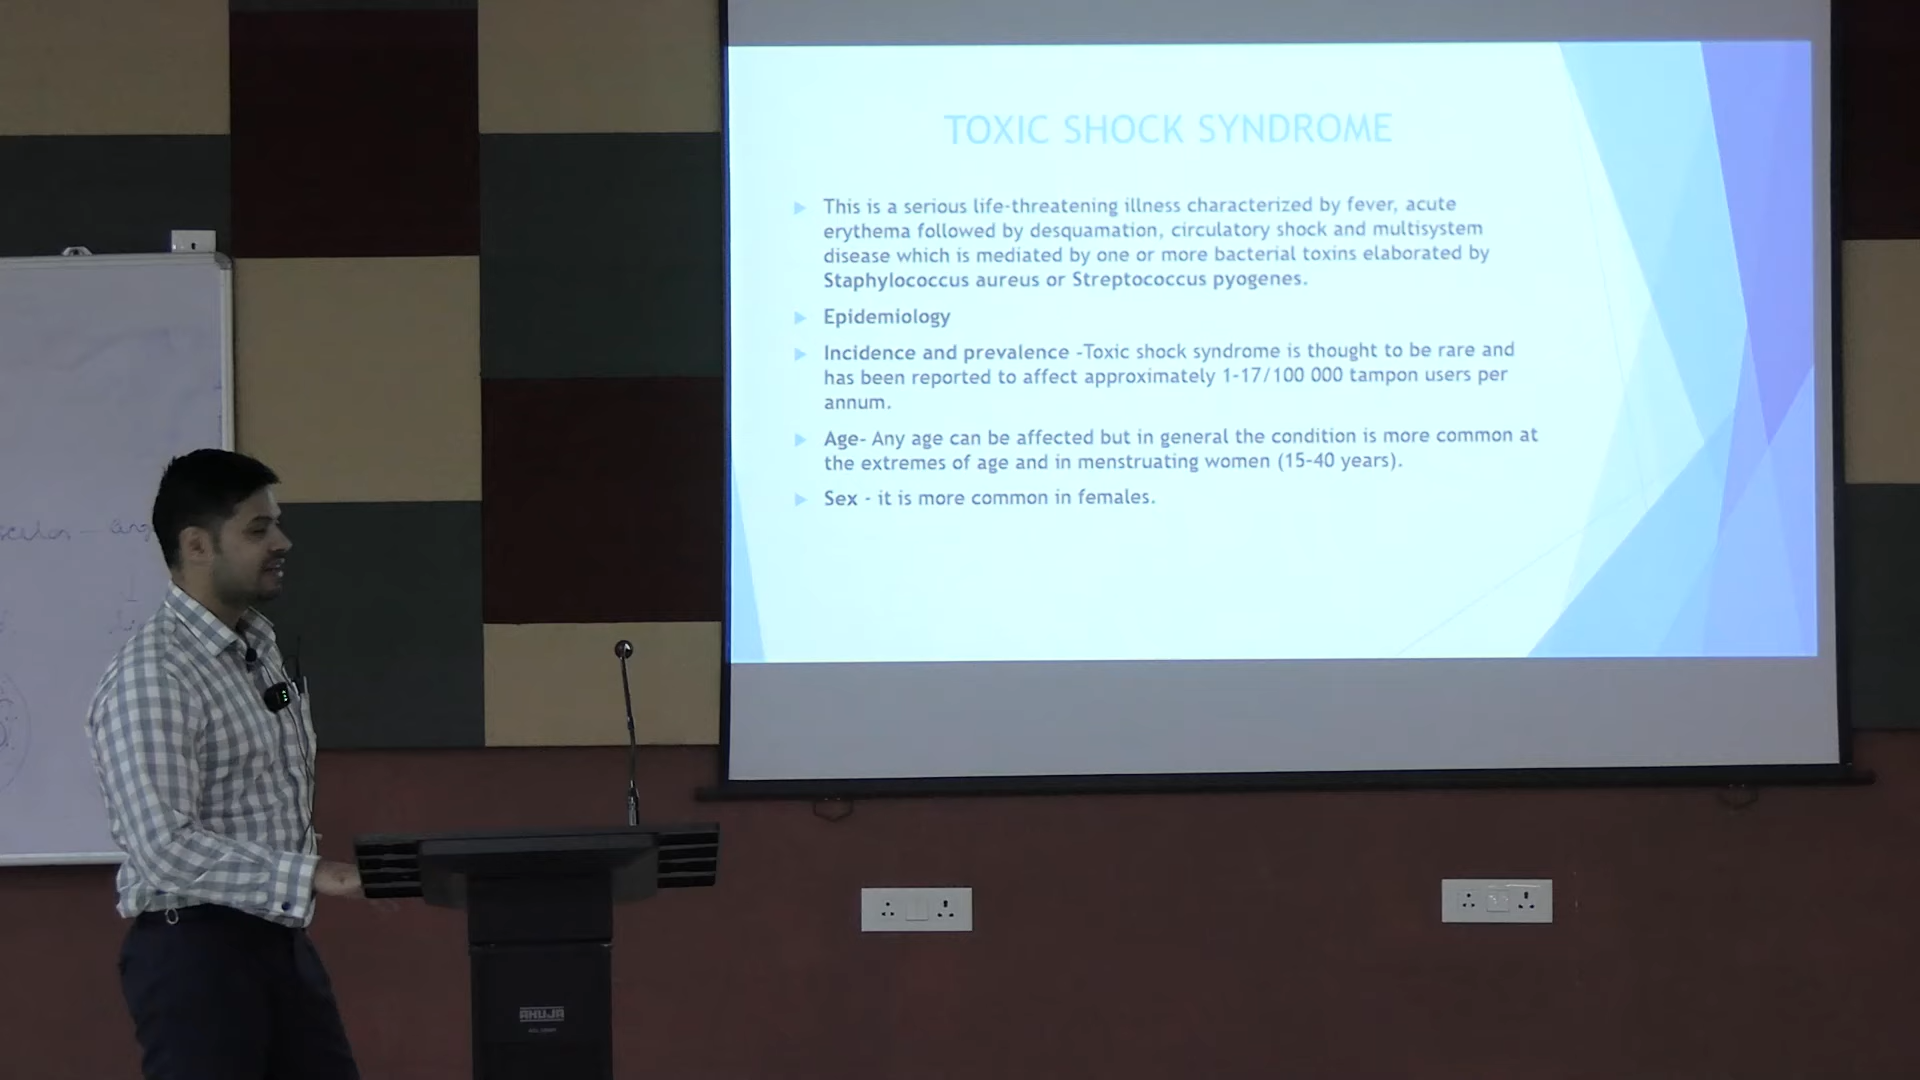 TOXIC SHOCK SYNDROME
This is a serious life-threatening illness characterized by fever, acute
erythema followed by desquamation, circulatory shock and multisystem
disease which is mediated by one or more bacterial toxins elaborated by
Staphylococcus aureus or Streptococcus pyogenes.
Epidemiology
Incidence and prevalence -Toxic shock syndrome is thought to be rare and
has been reported to affect approximately 1-17/100 000 tampon users per
annum.
Age- Any age can be affected but in general the condition is more common at
the extremes of age and in menstruating women (15-40 years).
Sex - it is more common in females.
AHUJA